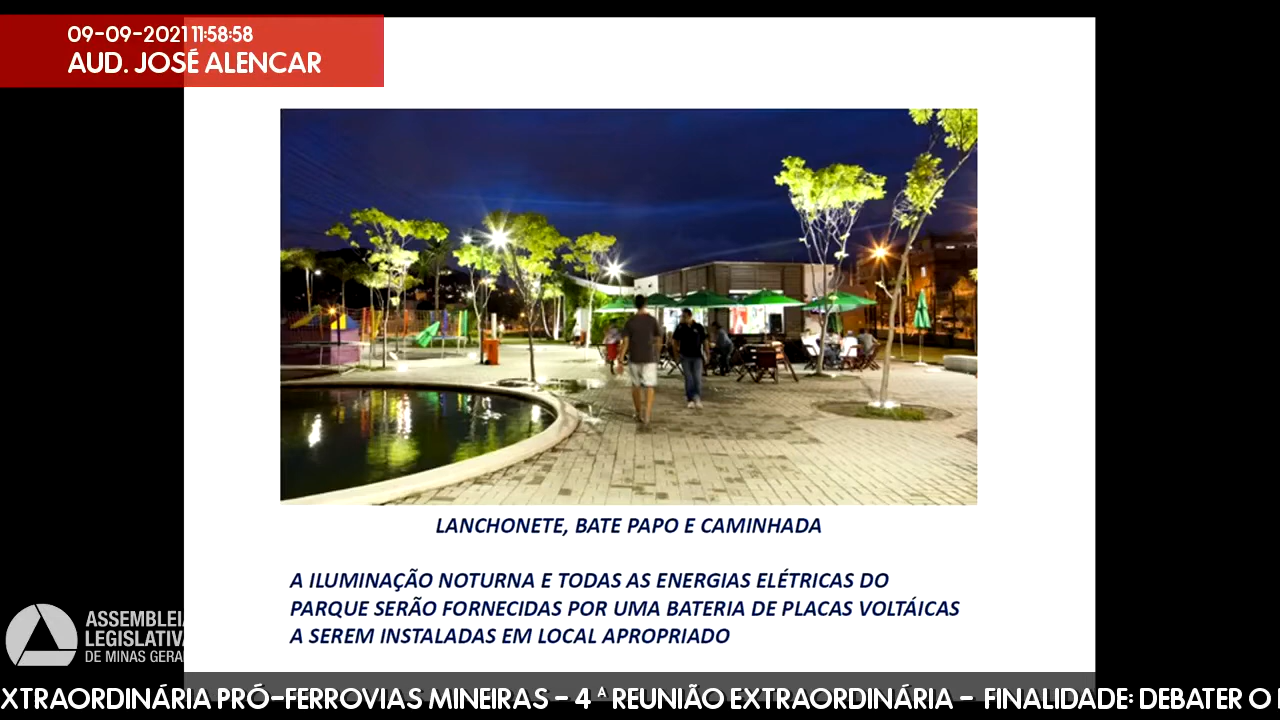 09-09-2021 11:58:58
AUD. JOSÉ ALENCAR
LANCHONETE, BATE PAPO E CAMINHADA
A ILUMINAÇÃO NOTURNA E TODAS AS ENERGIAS ELÉTRICAS DO
PARQUE SERÃO FORNECIDAS POR UMA BATERIA DE PLACAS VOLTÁICAS
A SEREM INSTALADAS EM LOCAL APROPRIADO
ASSEMBLEIA
LEGISLATIVA
DE MINAS GERA
XTRAORDINÁRIA PRÓ-FERROVIAS MINEIRAS - 4 ª REUNIÃO EXTRAORDINÁRIA - FINALIDADE: DEBATER O